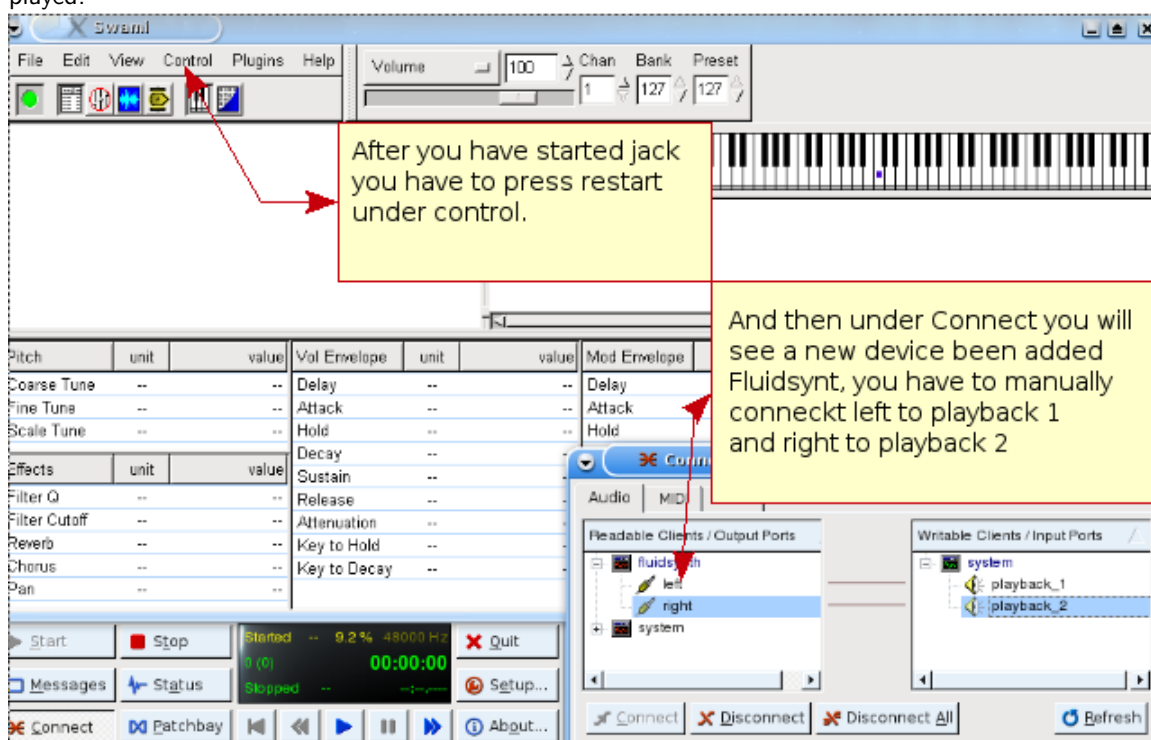 played.
Swami
File Edit View Control Plugins Help
Volume 100 Chan Bank Preset
1 127 127
After you have started jack
you have to press restart
under control.
And then under Connect you will
see a new device been added
Fluidsynt, you have to manually
conneckt left to playback 1
and right to playback 2
Pitch unit value Vol Envelope unit value Mod Envelope
Coarse Tune -- -- Delay -- -- Delay
Fine Tune -- -- Attack -- -- Attack
Scale Tune -- -- Hold -- -- Hold
Decay --
Effects unit value Sustain --
Filter Q -- -- Release --
Filter Cutoff -- -- Attenuation --
Reverb -- -- Key to Hold --
Chorus -- -- Key to Decay --
Pan -- --
Audio MIDI
Readable Clients / Output Ports Writable Clients / Input Ports
fluidsynth system
left playback_1
right playback_2
system
Start Stop Started -- 9.2 % 48000 Hz Quit
0 (0) 00:00:00
Messages Status Stopped -- --:--:---- Setup...
Connect Patchbay About...
Connect Disconnect Disconnect All Refresh